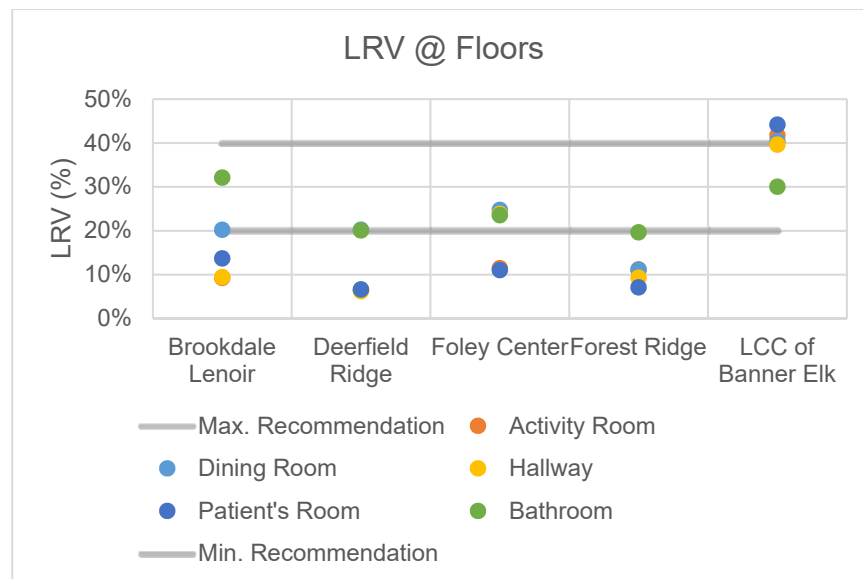 LRV @ Floors
LRV (%)
50%
40%
30%
20%
10%
0%
Brookdale Lenoir
Deerfield Ridge
Foley Center
Forest Ridge
LCC of Banner Elk
Max. Recommendation
Activity Room
Dining Room
Hallway
Patient's Room
Bathroom
Min. Recommendation